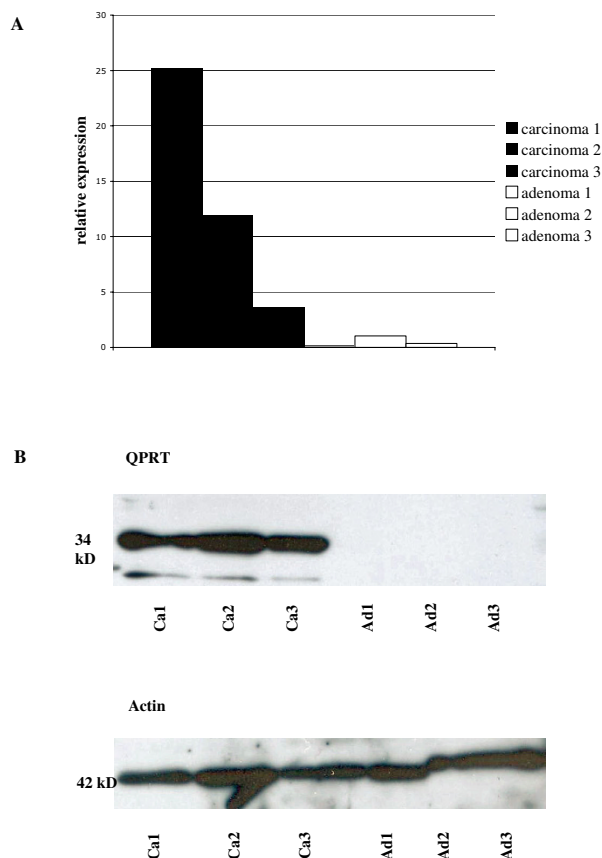 A
30
25
20
15
10
5
0
relative expression
carcinoma 1
carcinoma 2
carcinoma 3
adenoma 1
adenoma 2
adenoma 3
B
QPRT
34
kD
Ca1
Ca2
Ca3
Ad1
Ad2
Ad3
Actin
42 kD
Ca1
Ca2
Ca3
Ad1
Ad2
Ad3